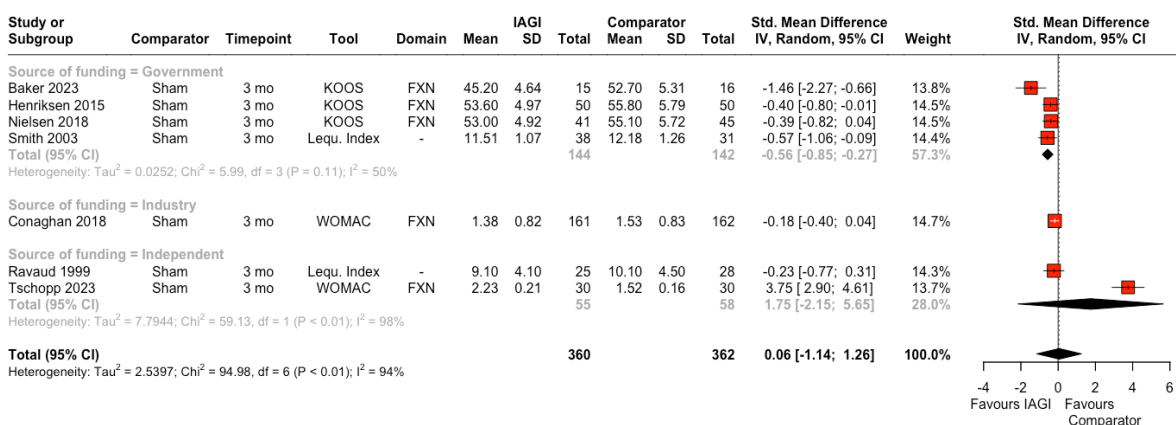 Study or IAGI Comparator Std. Mean Difference Std. Mean Difference
Subgroup Comparator Timepoint Tool Domain Mean SD Total Mean SD Total IV, Random, 95% CI Weight IV, Random, 95% CI
Source of funding = Government
Baker 2023 Sham 3 mo KOOS FXN 45.20 4.64 15 52.70 5.31 16 -1.46 [-2.27; -0.66] 13.8%
Henriksen 2015 Sham 3 mo KOOS FXN 53.60 4.97 50 55.80 5.79 50 -0.40 [-0.80; -0.01] 14.5%
Nielsen 2018 Sham 3 mo KOOS FXN 53.00 4.92 41 55.10 5.72 45 -0.39 [-0.82; 0.04] 14.5%
Smith 2003 Sham 3 mo Lequ. Index - 11.51 1.07 38 12.18 1.26 31 -0.57 [-1.06; -0.09] 14.4%
Total (95% CI) 144 142 -0.56 [-0.85; -0.27] 57.3%
Heterogeneity: Tau² = 0.0252; Chi² = 5.99, df = 3 (P = 0.11); I² = 50%
Source of funding = Industry
Conaghan 2018 Sham 3 mo WOMAC FXN 1.38 0.82 161 1.53 0.83 162 -0.18 [-0.40; 0.04] 14.7%
Source of funding = Independent
Ravaud 1999 Sham 3 mo Lequ. Index - 9.10 4.10 25 10.10 4.50 28 -0.23 [-0.77; 0.31] 14.3%
Tschopp 2023 Sham 3 mo WOMAC FXN 2.23 0.21 30 1.52 0.16 30 3.75 [ 2.90; 4.61] 13.7%
Total (95% CI) 55 58 1.75 [-2.15; 5.65] 28.0%
Heterogeneity: Tau² = 7.7944; Chi² = 59.13, df = 1 (P < 0.01); I² = 98%
Total (95% CI) 360 362 0.06 [-1.14; 1.26] 100.0%
Heterogeneity: Tau² = 2.5397; Chi² = 94.98, df = 6 (P < 0.01); I² = 94%
-4 -2 0 2 4 6
Favours IAGI Favours
Comparator